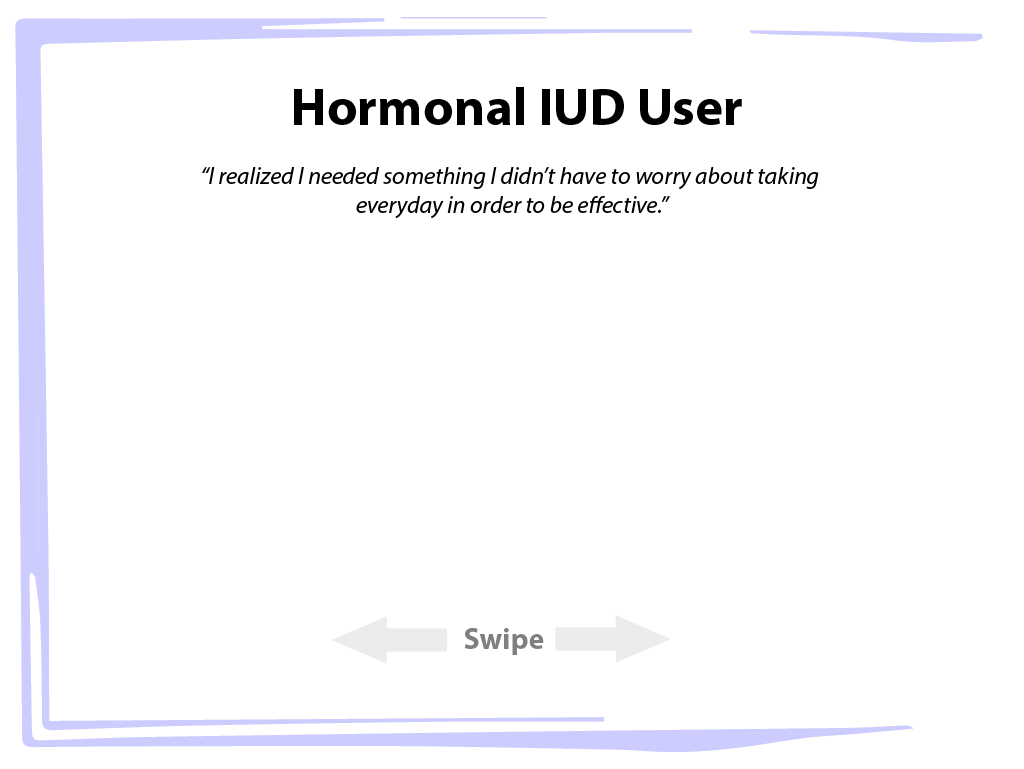 Hormonal IUD User
“I realized I needed something I didn’t have to worry about taking
everyday in order to be effective.”
Swipe